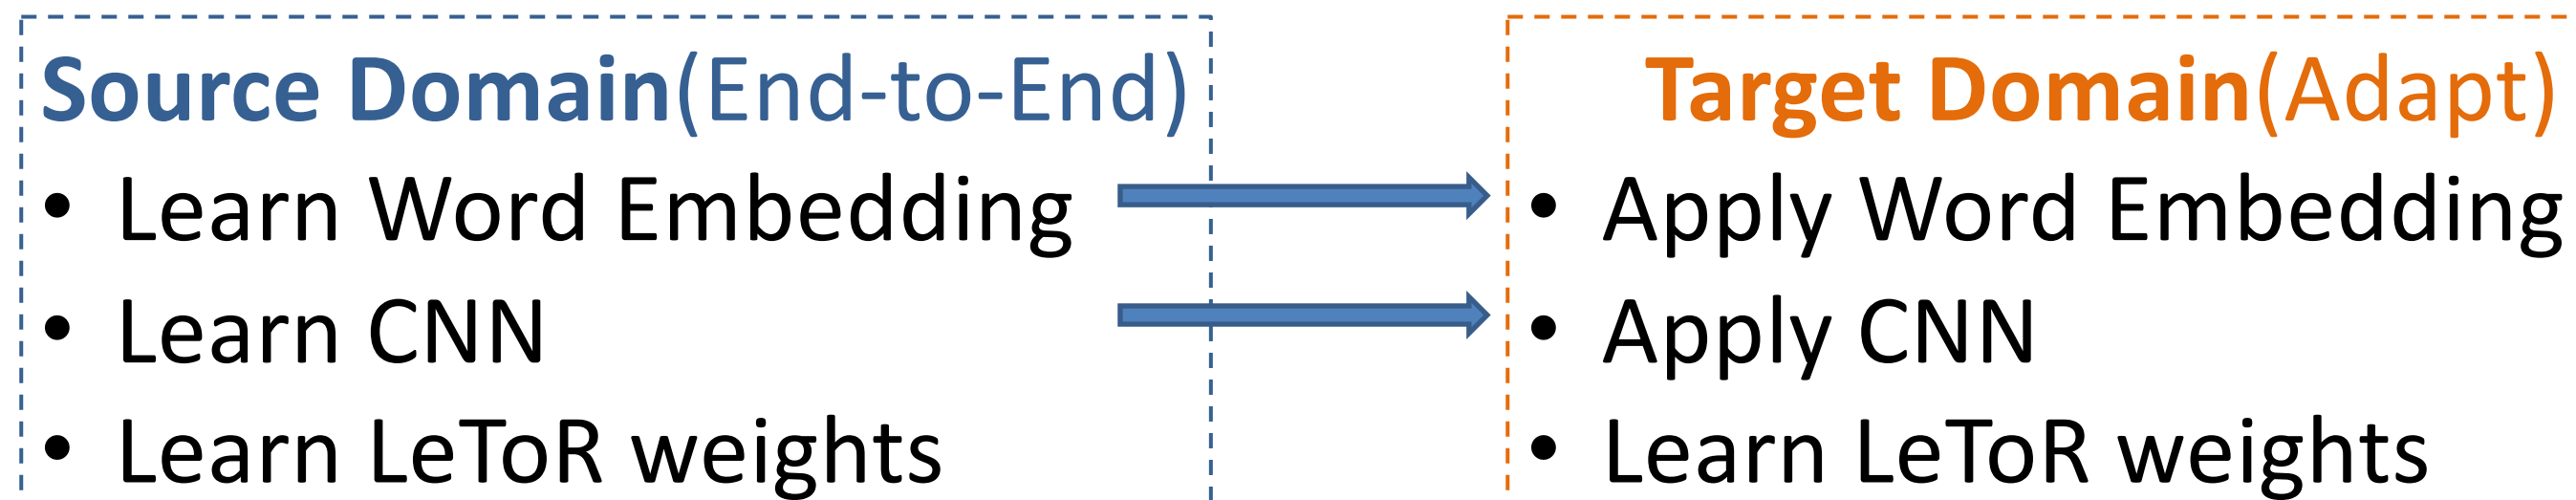 Source Domain(End-to-End)
• Learn Word Embedding
• Learn CNN
• Learn LeToR weights
Target Domain(Adapt)
• Apply Word Embedding
• Apply CNN
• Learn LeToR weights